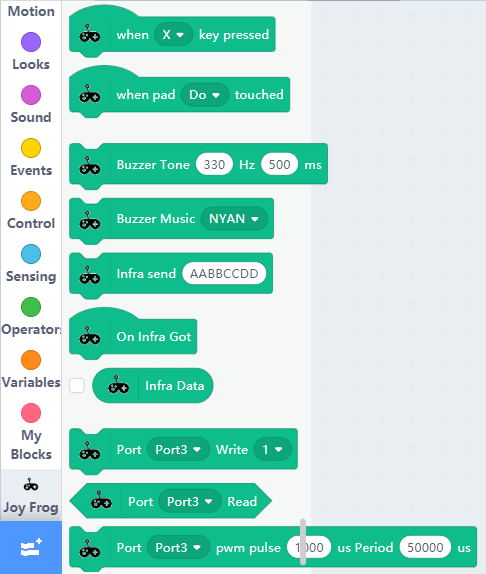 Motion
Looks
Sound
Events
Control
Sensing
Operator
Variables
My
Blocks
Joy Frog
when X key pressed
when pad Do touched
Buzzer Tone 330 Hz 500 ms
Buzzer Music NYAN
Infra send AABBCCDD
On Infra Got
Infra Data
Port Port3 Write 1
Port Port3 Read
Port Port3 pwm pulse 1000 us Period 50000 us